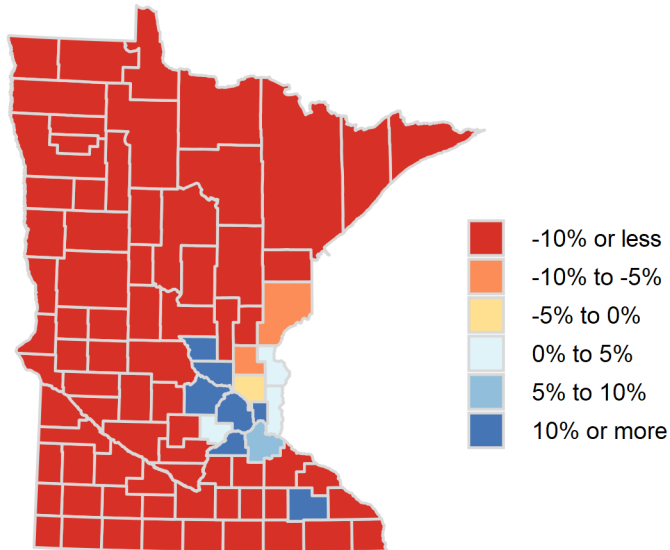 -10% or less
-10% to -5%
-5% to 0%
0% to 5%
5% to 10%
10% or more